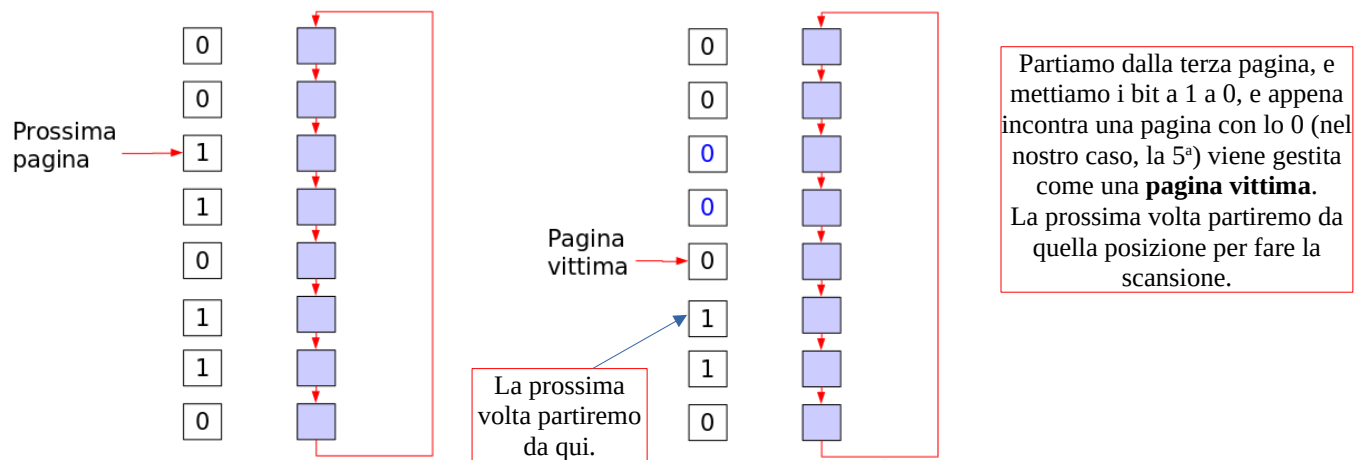 Prossima
pagina
0
0
1
1
0
1
1
0
Pagina
vittima
0
0
0
0
0
1
1
0
La prossima
volta partiremo
da qui.
Partiamo dalla terza pagina, e
mettiamo i bit a 1 a 0, e appena
incontra una pagina con lo 0 (nel
nostro caso, la 5ª) viene gestita
come una pagina vittima.
La prossima volta partiremo da
quella posizione per fare la
scansione.